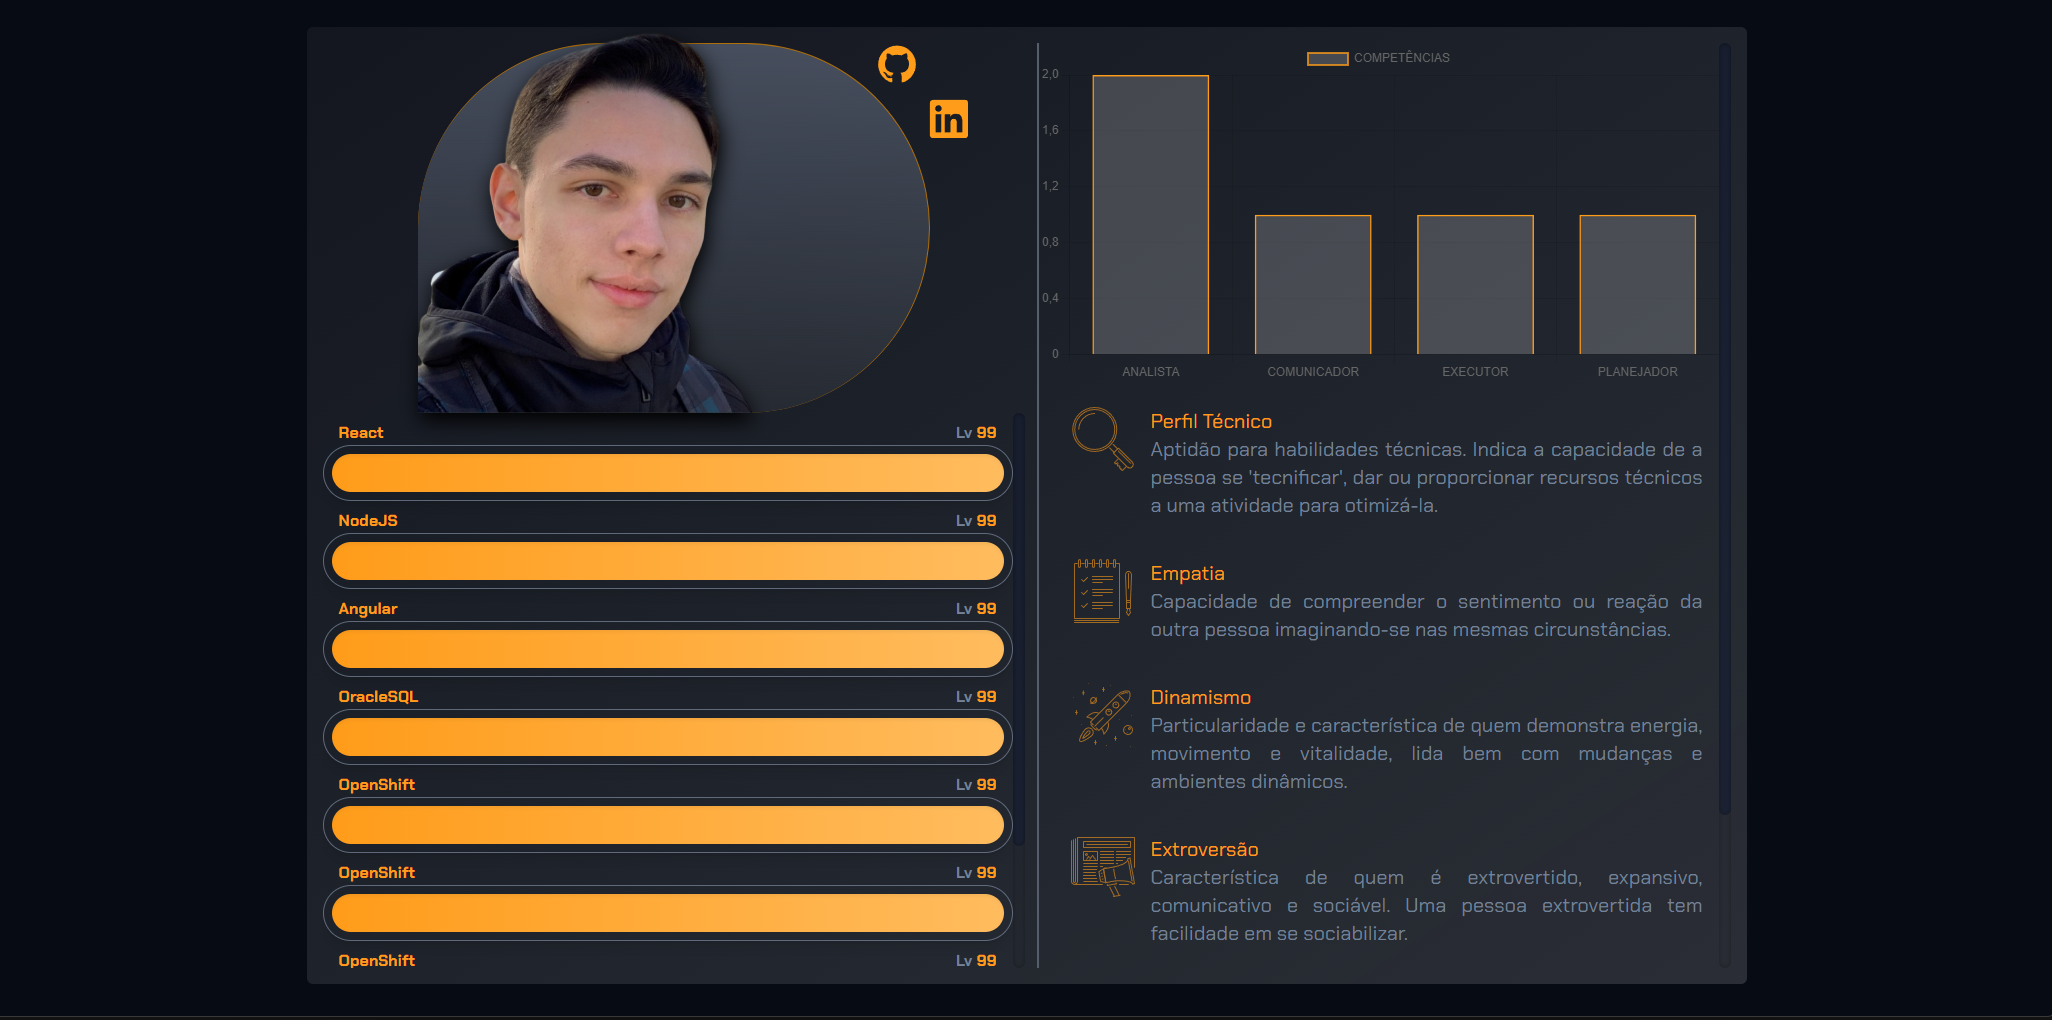 React Lv 99
NodeJS Lv 99
Angular Lv 99
OracleSQL Lv 99
OpenShift Lv 99
OpenShift Lv 99
OpenShift Lv 99
COMPETÊNCIAS
2,0
1,6
1,2
0,8
0,4
0
ANALISTA COMUNICADOR EXECUTOR PLANEJADOR
Perfil Técnico
Aptidão para habilidades técnicas. Indica a capacidade de a
pessoa se 'tecnificar', dar ou proporcionar recursos técnicos
a uma atividade para otimizá-la.
Empatia
Capacidade de compreender o sentimento ou reação da
outra pessoa imaginando-se nas mesmas circunstâncias.
Dinamismo
Particularidade e característica de quem demonstra energia,
movimento e vitalidade, lida bem com mudanças e
ambientes dinâmicos.
Extroversão
Característica de quem é extrovertido, expansivo,
comunicativo e sociável. Uma pessoa extrovertida tem
facilidade em se sociabilizar.
in